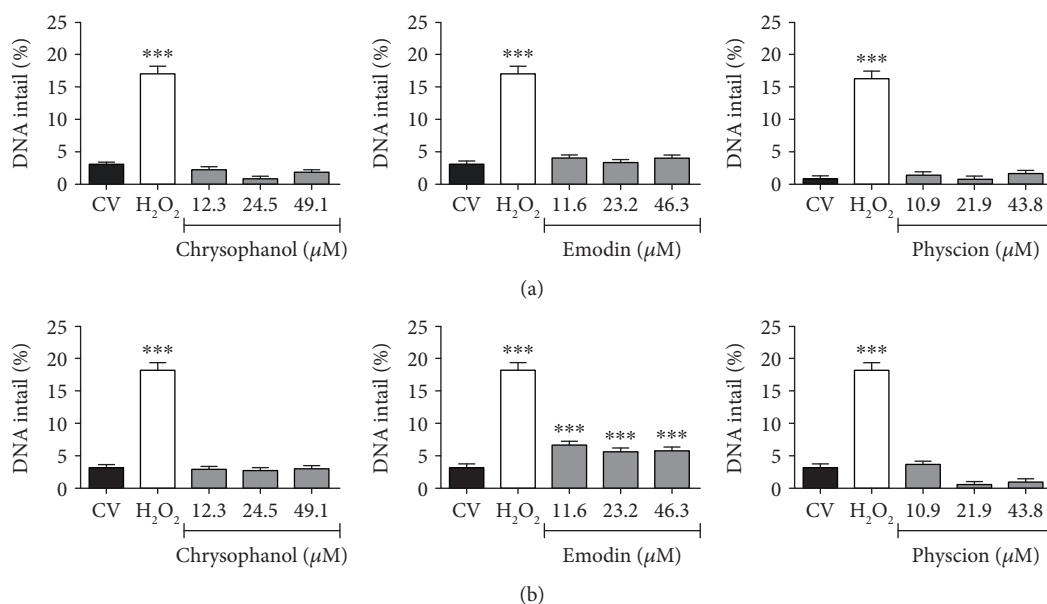 25
20
15
10
5
0
DNA intail (%)
***
CV H₂O₂ 12.3 24.5 49.1
Chrysophanol (μM)
25
20
15
10
5
0
DNA intail (%)
***
CV H₂O₂ 11.6 23.2 46.3
Emodin (μM)
25
20
15
10
5
0
DNA intail (%)
***
CV H₂O₂ 10.9 21.9 43.8
Physcion (μM)
(a)
25
20
15
10
5
0
DNA intail (%)
***
CV H₂O₂ 12.3 24.5 49.1
Chrysophanol (μM)
25
20
15
10
5
0
DNA intail (%)
***
*** *** ***
CV H₂O₂ 11.6 23.2 46.3
Emodin (μM)
25
20
15
10
5
0
DNA intail (%)
***
CV H₂O₂ 10.9 21.9 43.8
Physcion (μM)
(b)